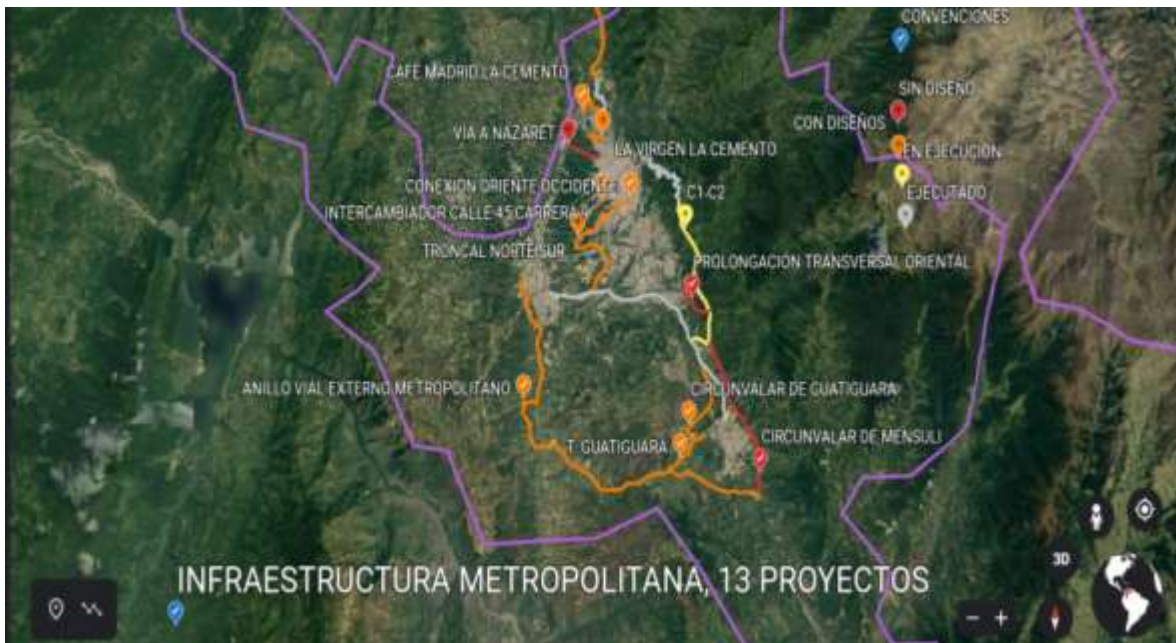 CONVENCIONES
CAFE MADRID LA CEMENTO
SIN DISEÑO
CON DISEÑOS
VIA A NAZARET
LA VIRGEN LA CEMENTO
EN EJECUCION
CONEXION ORIENTE OCCIDENTE
C1-C2
EJECUTADO
INTERCAMBIADOR CALLE 45 CARRERA 9
TRONCAL NORTE SUR
PROLONGACION TRANSVERSAL ORIENTAL
ANILLO VIAL EXTERNO METROPOLITANO
CIRCUNVALAR DE GUATIGUARA
T. GUATIGUARA
CIRCUNVALAR DE MENSULI
3D
INFRAESTRUCTURA METROPOLITANA, 13 PROYECTOS